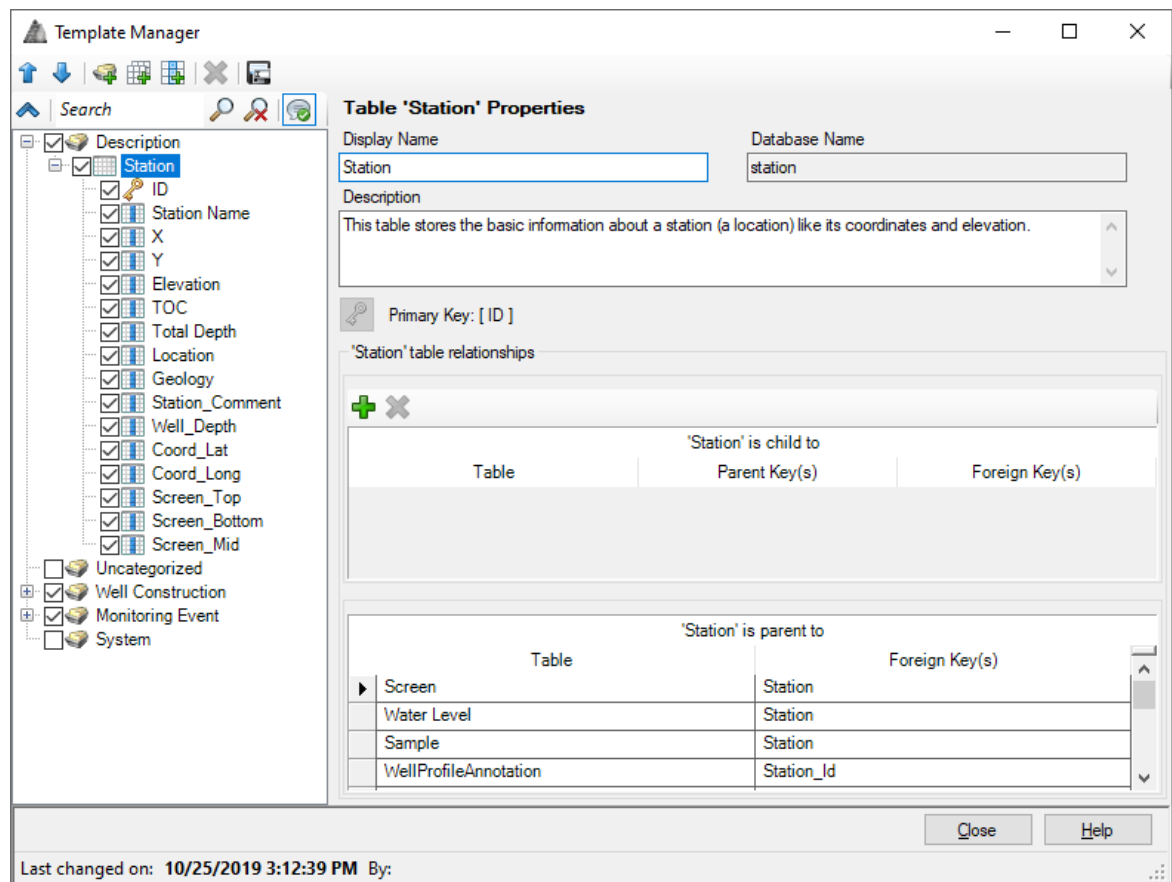 Template Manager
Search
Description
Station
ID
Station Name
X
Y
Elevation
TOC
Total Depth
Location
Geology
Station_Comment
Well_Depth
Coord_Lat
Coord_Long
Screen_Top
Screen_Bottom
Screen_Mid
Uncategorized
Well Construction
Monitoring Event
System
Table 'Station' Properties
Display Name Database Name
Station station
Description
This table stores the basic information about a station (a location) like its coordinates and elevation.
Primary Key: [ ID ]
'Station' table relationships
'Station' is child to
Table Parent Key(s) Foreign Key(s)
'Station' is parent to
Table Foreign Key(s)
Screen Station
Water Level Station
Sample Station
WellProfileAnnotation Station_Id
Close Help
Last changed on: 10/25/2019 3:12:39 PM By: